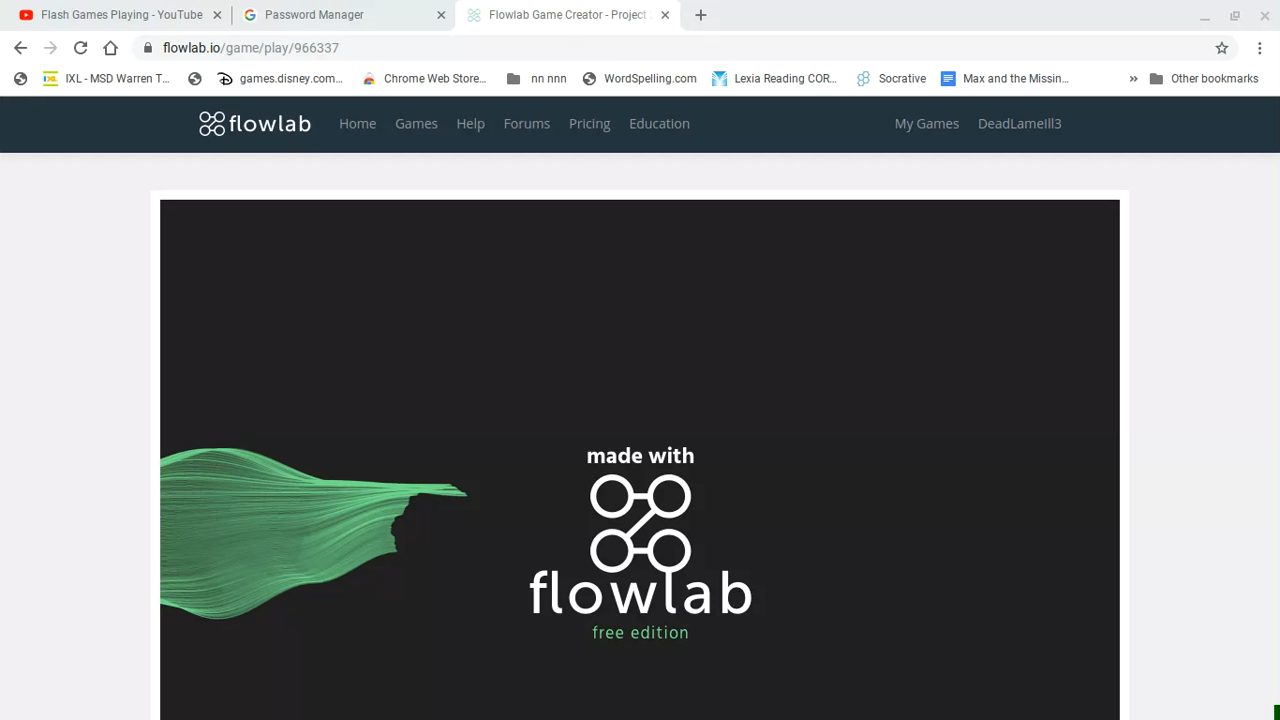 Flash Games Playing - YouTube
Password Manager
Flowlab Game Creator - Project
flowlab.io/game/play/966337
IXL - MSD Warren T...
games.disney.com...
Chrome Web Store...
nn nnn
WordSpelling.com
Lexia Reading COR...
Socrative
Max and the Missin...
»
Other bookmarks
flowlab
Home
Games
Help
Forums
Pricing
Education
My Games
DeadLameIll3
made with
flowlab
free edition